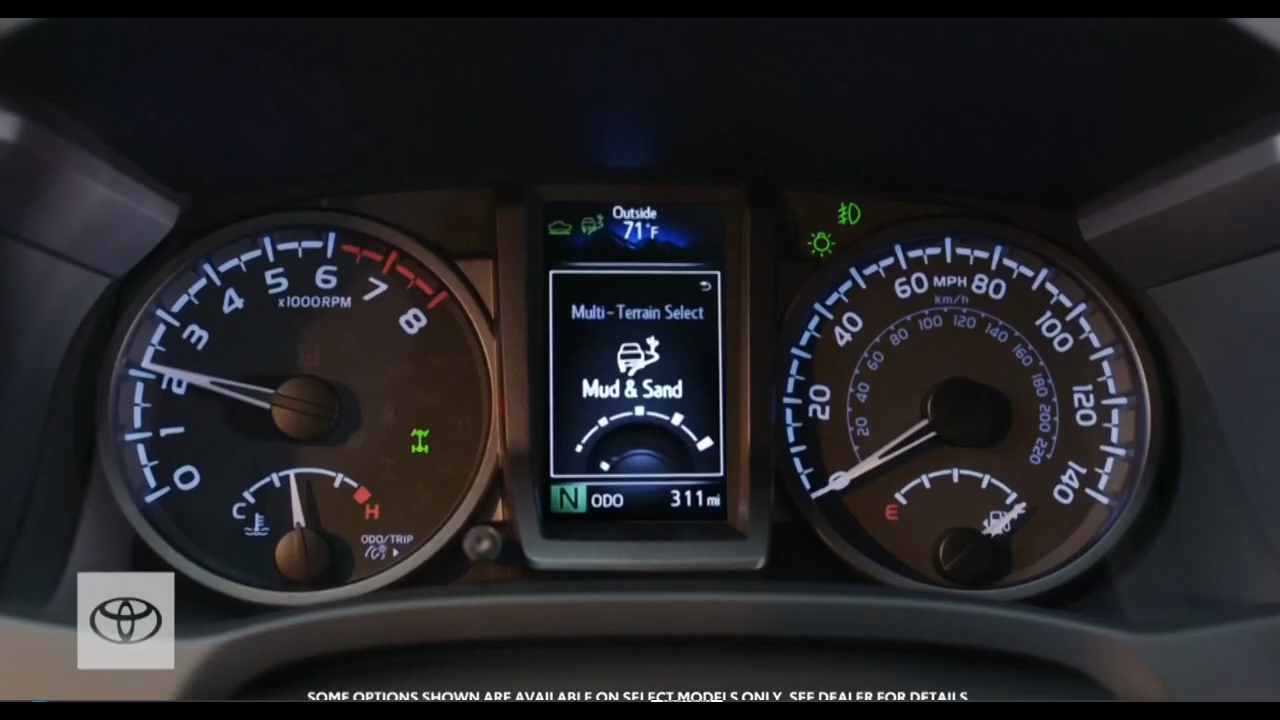 Outside
71°F
Multi-Terrain Select
Mud & Sand
N ODO 311 mi
0
1
2
3
4
5
6
7
8
x1000RPM
C
H
ODO/TRIP
20
40
60
MPH
80
100
120
140
km/h
20
40
60
80
100
120
140
160
180
200
220
E
SOME OPTIONS SHOWN ARE AVAILABLE ON SELECT MODELS ONLY. SEE DEALER FOR DETAILS.